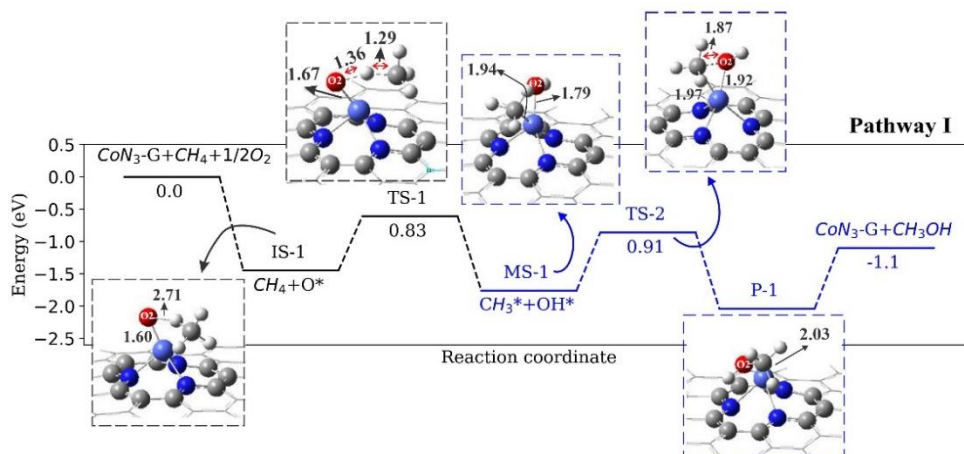 1.29
1.36
O2
1.67
1.94
O2
1.79
1.87
O2
1.92
1.97
Pathway I
0.5
0.0
−0.5
−1.0
−1.5
−2.0
−2.5
Energy (eV)
CoN₃-G+CH₄+1/2O₂
0.0
IS-1
CH₄+O*
TS-1
0.83
MS-1
CH₃*+OH*
TS-2
0.91
P-1
CoN₃-G+CH₃OH
-1.1
2.71
O2
1.60
Reaction coordinate
2.03
O2